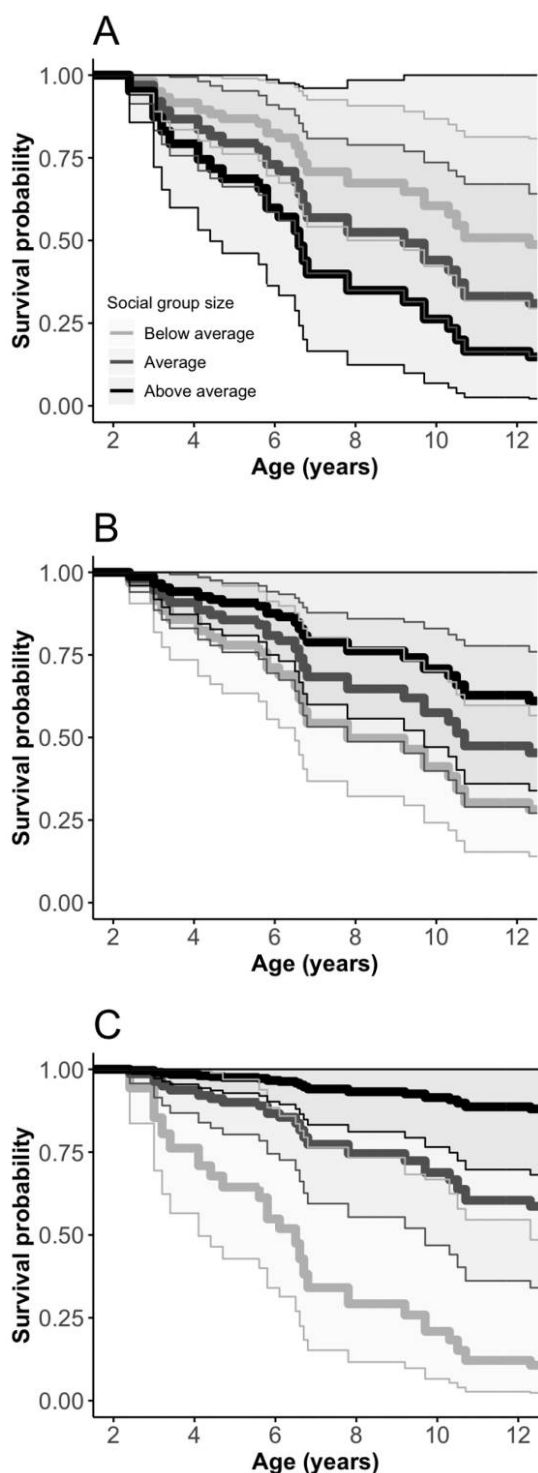 A
1.00
0.75
0.50
0.25
0.00
Survival probability
Social group size
Below average
Average
Above average
2 4 6 8 10 12
Age (years)
B
1.00
0.75
0.50
0.25
0.00
Survival probability
2 4 6 8 10 12
Age (years)
C
1.00
0.75
0.50
0.25
0.00
Survival probability
2 4 6 8 10 12
Age (years)